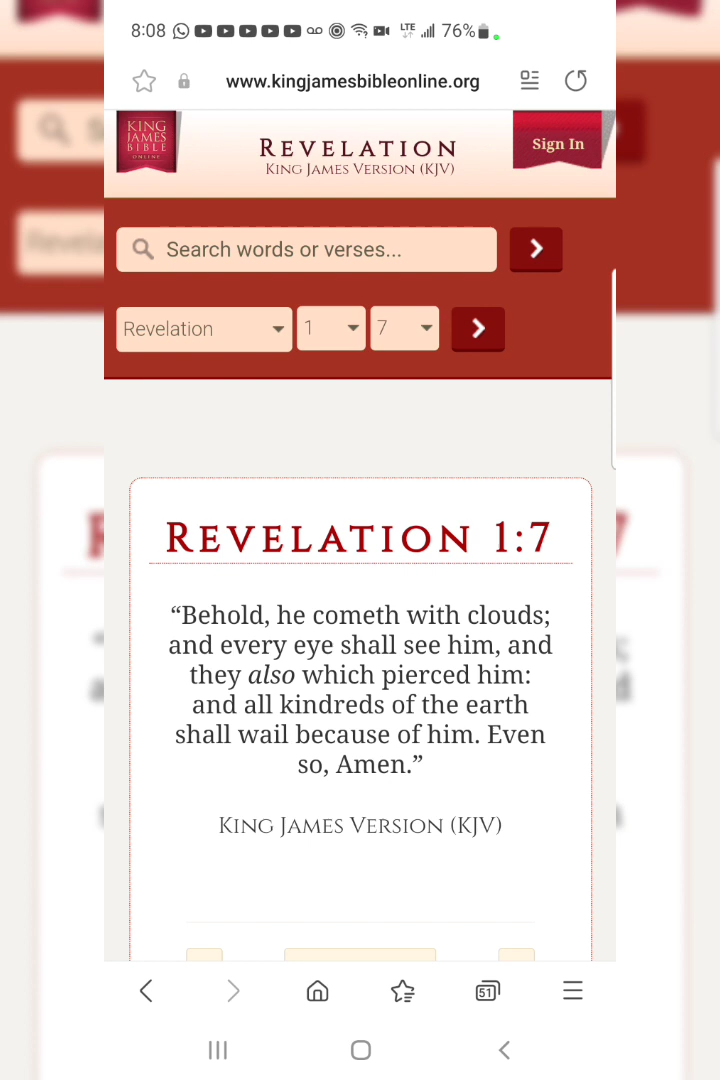 8:08 LTE 76%
www.kingjamesbibleonline.org
KING
JAMES
BIBLE
ONLINE
REVELATION
KING JAMES VERSION (KJV)
Sign In
Search words or verses...
Revelation 1 7
REVELATION 1:7
“Behold, he cometh with clouds;
and every eye shall see him, and
they also which pierced him:
and all kindreds of the earth
shall wail because of him. Even
so, Amen.”
KING JAMES VERSION (KJV)
51